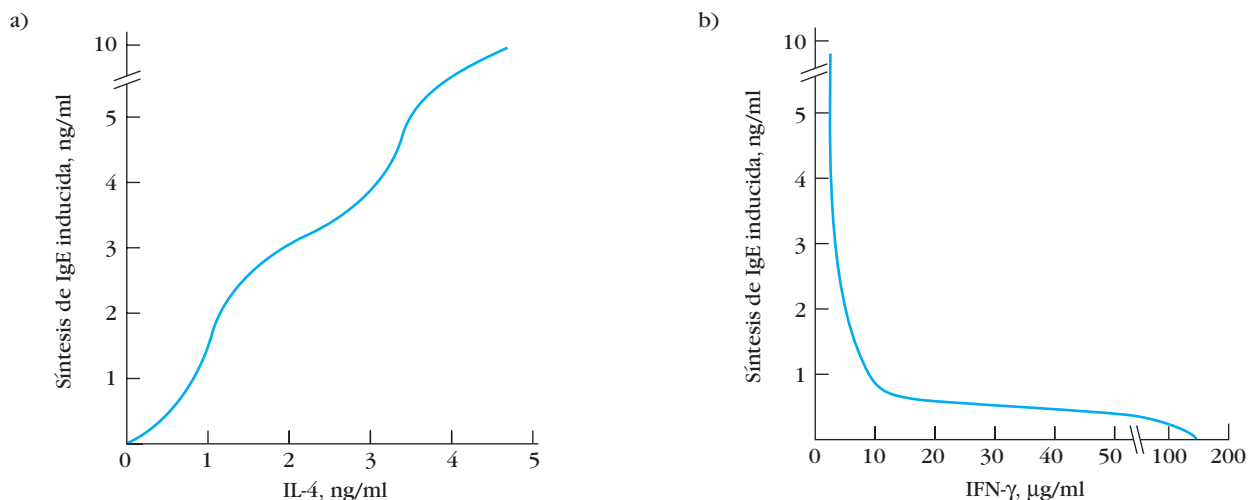 a)
10
5
4
3
2
1
Síntesis de IgE inducida, ng/ml
0 1 2 3 4 5
IL-4, ng/ml
b)
10
5
4
3
2
1
Síntesis de IgE inducida, ng/ml
0 10 20 30 40 50 100 200
IFN-γ, µg/ml